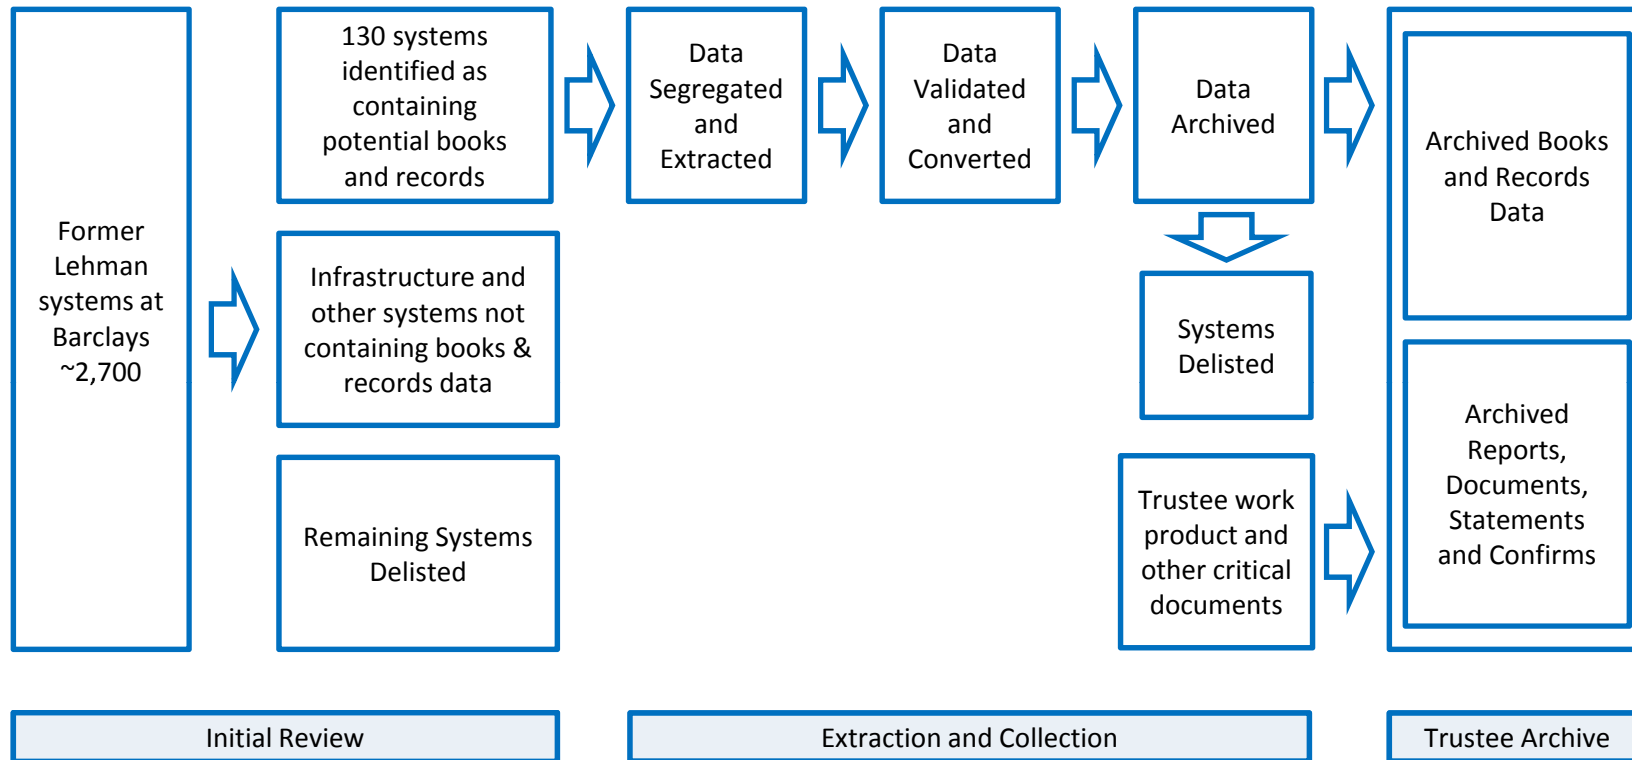 Former
Lehman
systems at
Barclays
~2,700
130 systems
identified as
containing
potential books
and records
Infrastructure and
other systems not
containing books &
records data
Remaining Systems
Delisted
Data
Segregated
and
Extracted
Data
Validated
and
Converted
Data
Archived
Systems
Delisted
Trustee work
product and
other critical
documents
Archived Books
and Records
Data
Archived
Reports,
Documents,
Statements
and Confirms
Initial Review
Extraction and Collection
Trustee Archive